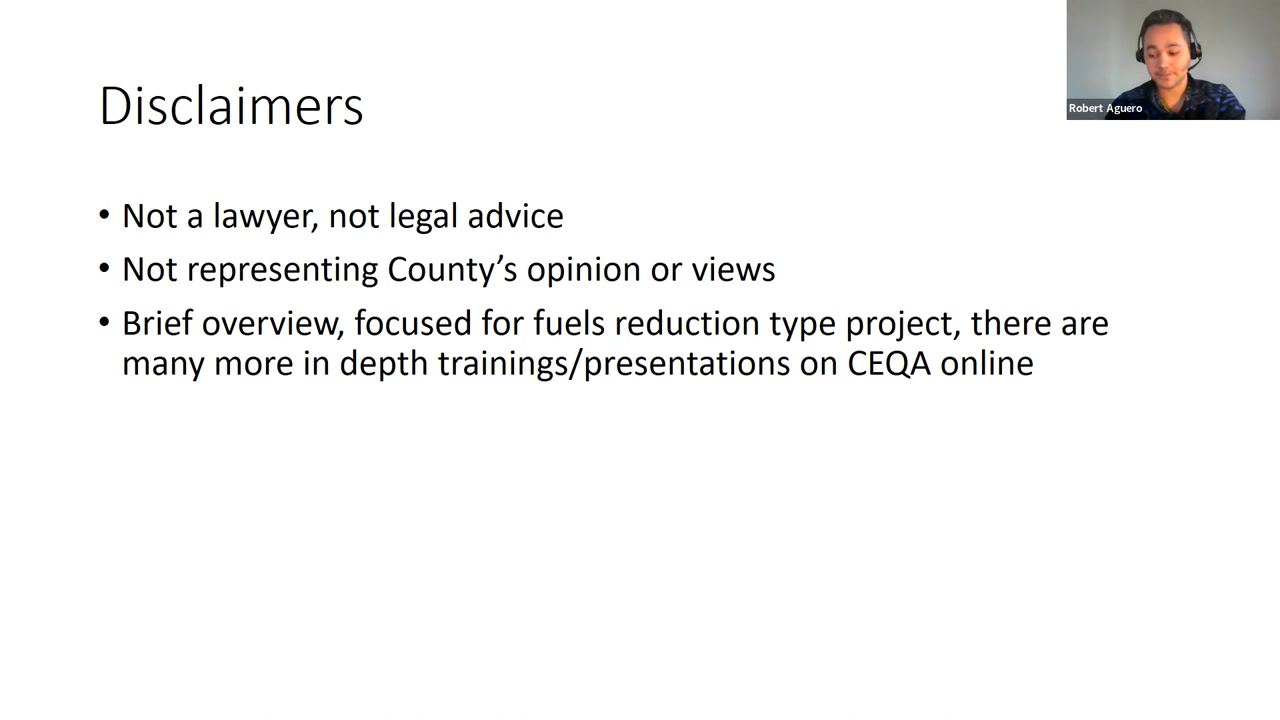 Disclaimers
Robert Aguero
• Not a lawyer, not legal advice
• Not representing County’s opinion or views
• Brief overview, focused for fuels reduction type project, there are
many more in depth trainings/presentations on CEQA online